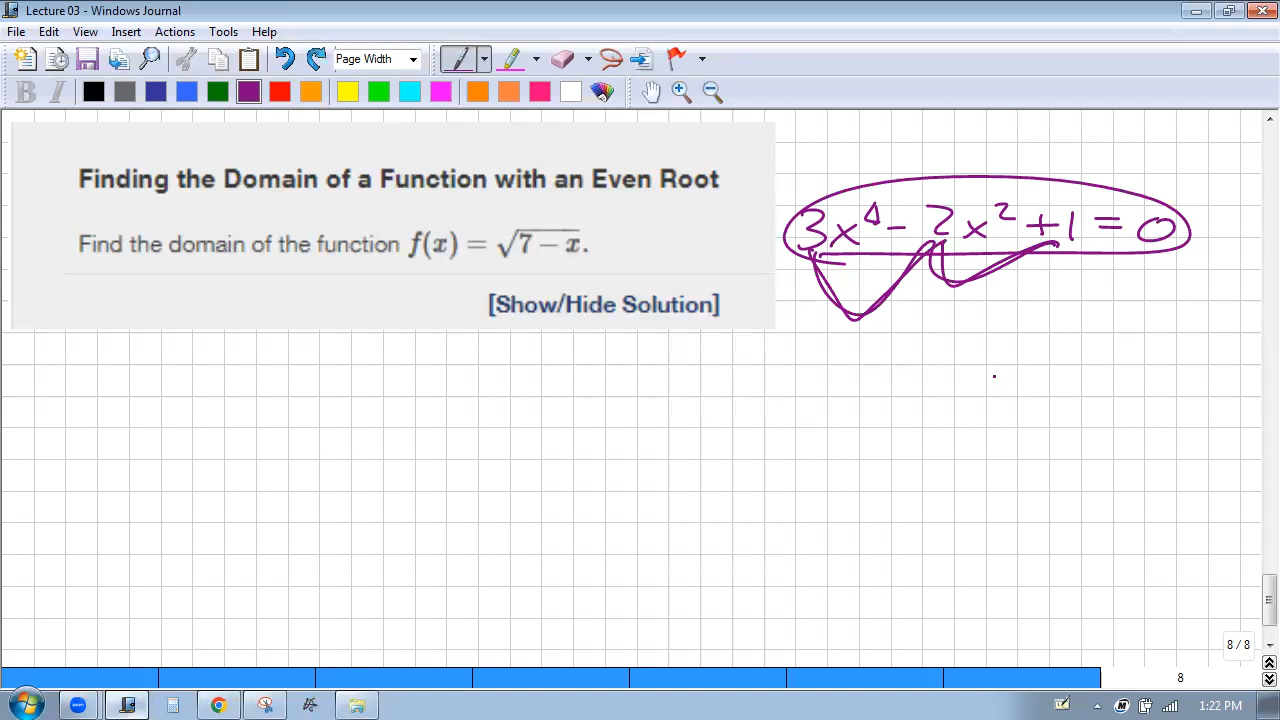 Lecture 03 - Windows Journal
File Edit View Insert Actions Tools Help
Page Width
B I
Finding the Domain of a Function with an Even Root
Find the domain of the function f(x) = √7 − x.
[Show/Hide Solution]
3x⁴ - 2x² + 1 = 0
8 / 8
8
1:22 PM